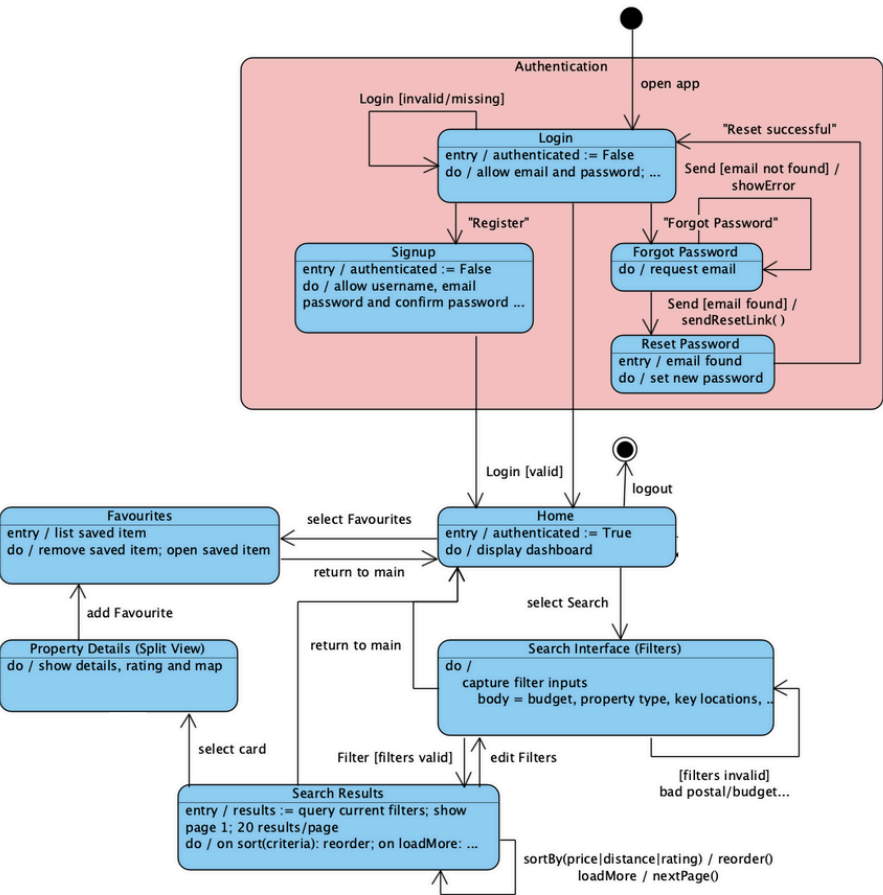 Authentication
open app
Login [invalid/missing]
Login
entry / authenticated := False
do / allow email and password; ...
"Reset successful"
Send [email not found] /
showError
"Register"
"Forgot Password"
Signup
entry / authenticated := False
do / allow username, email
password and confirm password ...
Forgot Password
do / request email
Send [email found] /
sendResetLink( )
Reset Password
entry / email found
do / set new password
Login [valid]
logout
Favourites
entry / list saved item
do / remove saved item; open saved item
select Favourites
return to main
Home
entry / authenticated := True
do / display dashboard
add Favourite
select Search
Property Details (Split View)
do / show details, rating and map
return to main
Search Interface (Filters)
do /
capture filter inputs
body = budget, property type, key locations, ..
select card
Filter [filters valid]
edit Filters
[filters invalid]
bad postal/budget...
Search Results
entry / results := query current filters; show
page 1; 20 results/page
do / on sort(criteria): reorder; on loadMore: ...
sortBy(price|distance|rating) / reorder()
loadMore / nextPage()